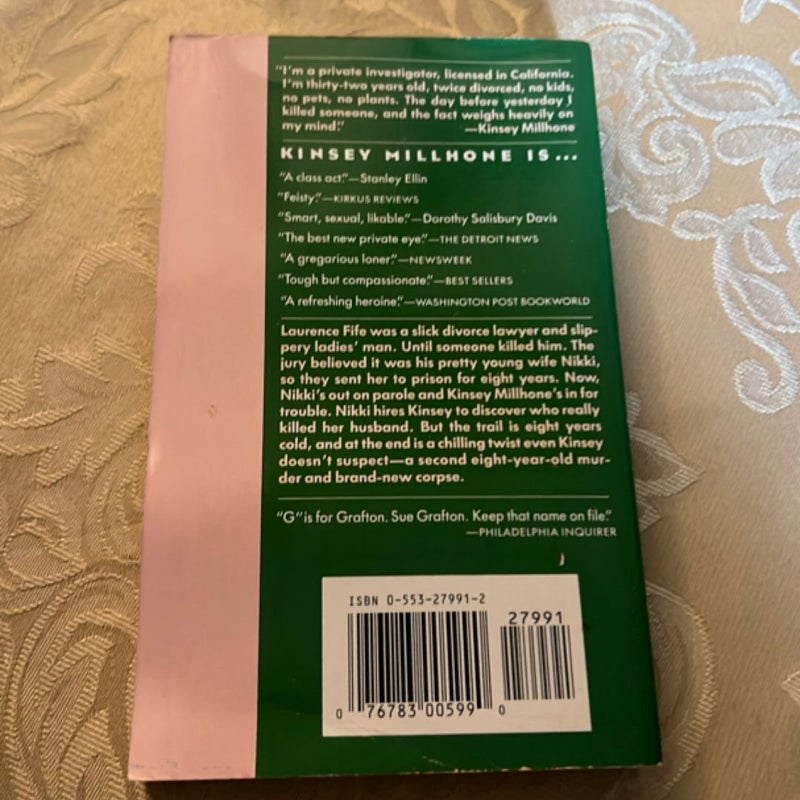 "I'm a private investigator, licensed in California.
I'm thirty-two years old, twice divorced, no kids,
no pets, no plants. The day before yesterday I
killed someone, and the fact weighs heavily on
my mind." —Kinsey Millhone
KINSEY MILLHONE IS...
"A class act."—Stanley Ellin
"Feisty."—KIRKUS REVIEWS
"Smart, sexual, likable."—Dorothy Salisbury Davis
"The best new private eye."—THE DETROIT NEWS
"A gregarious loner."—NEWSWEEK
"Tough but compassionate."—BEST SELLERS
"A refreshing heroine."—WASHINGTON POST BOOKWORLD
Laurence Fife was a slick divorce lawyer and slip-
pery ladies' man. Until someone killed him. The
jury believed it was his pretty young wife Nikki,
so they sent her to prison for eight years. Now,
Nikki's out on parole and Kinsey Millhone's in for
trouble. Nikki hires Kinsey to discover who really
killed her husband. But the trail is eight years
cold, and at the end is a chilling twist even Kinsey
doesn't suspect—a second eight-year-old mur-
der and brand-new corpse.
"G" is for Grafton. Sue Grafton. Keep that name on file."
—PHILADELPHIA INQUIRER
ISBN 0-553-27991-2
27991
0 76783 00599 0